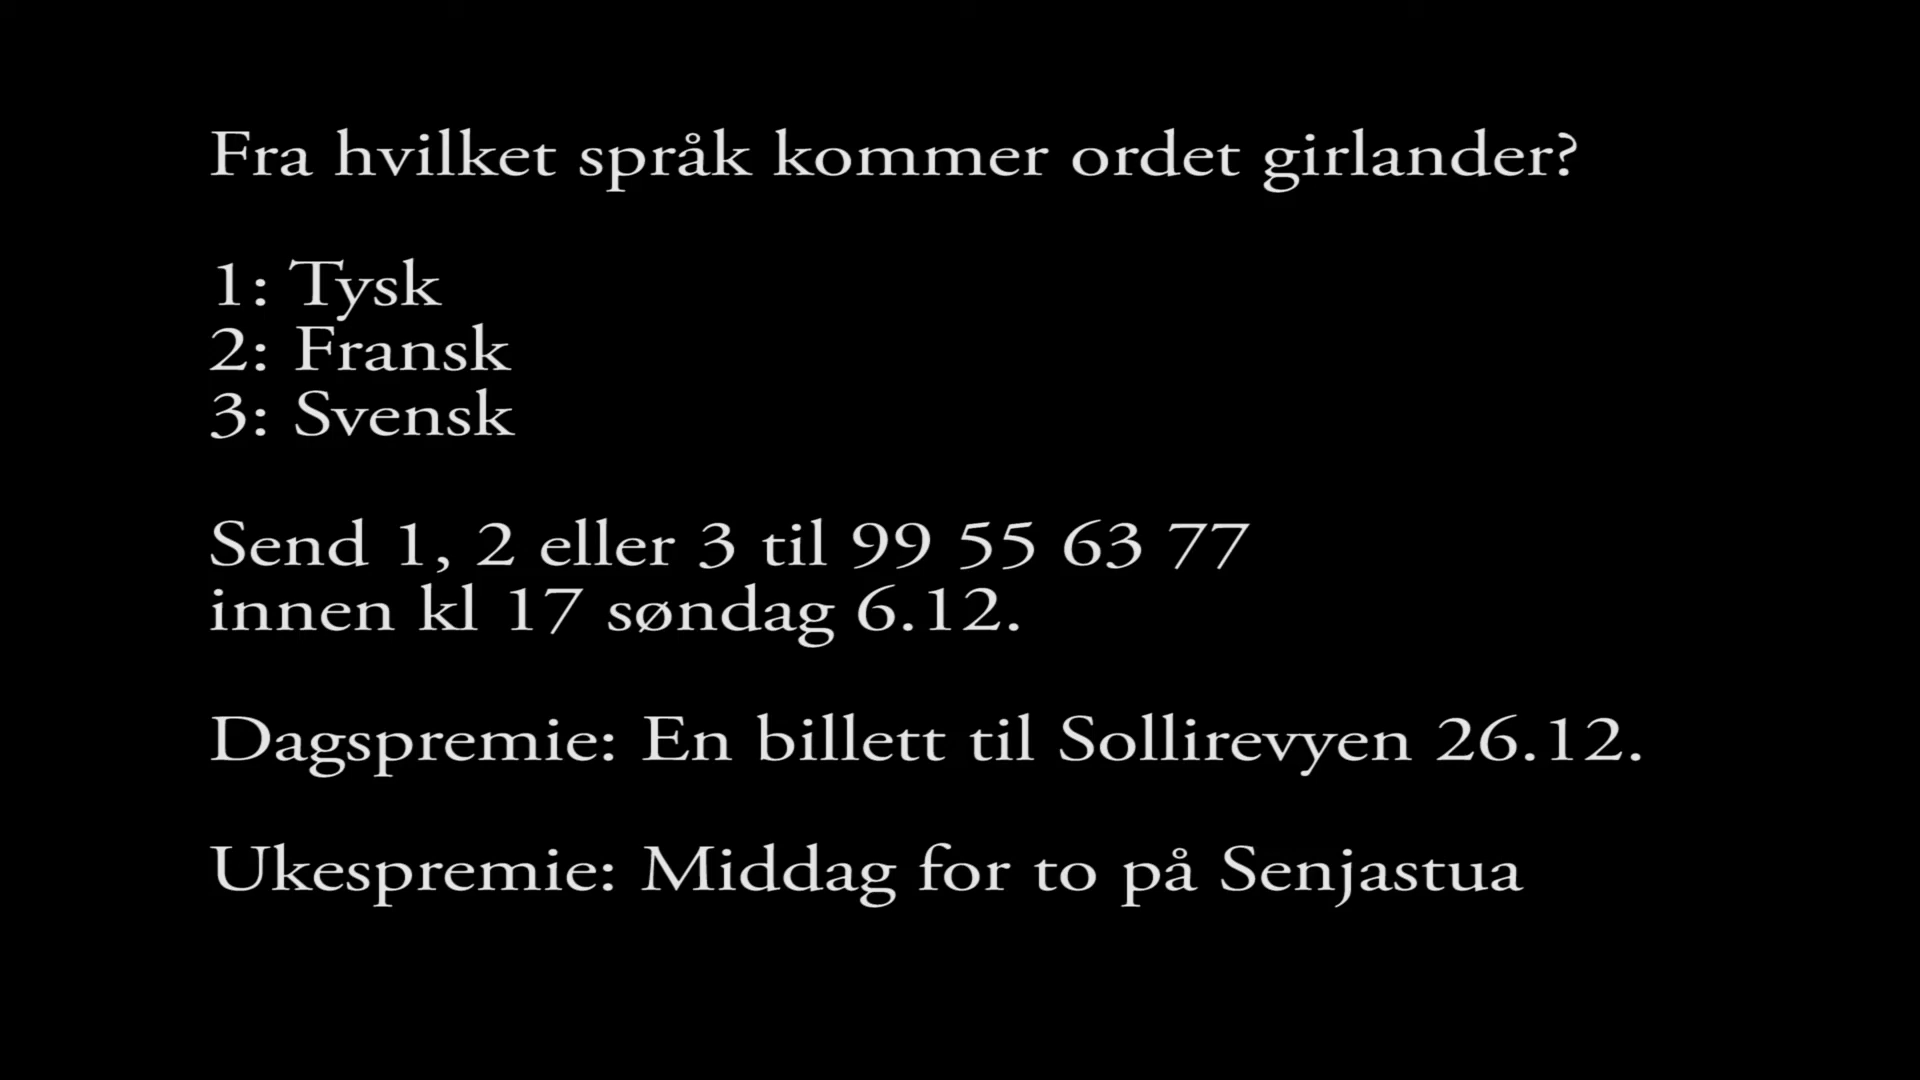 Fra hvilket språk kommer ordet girlander?
1: Tysk
2: Fransk
3: Svensk
Send 1, 2 eller 3 til 99 55 63 77
innen kl 17 søndag 6.12.
Dagspremie: En billett til Sollirevyen 26.12.
Ukespremie: Middag for to på Senjastua